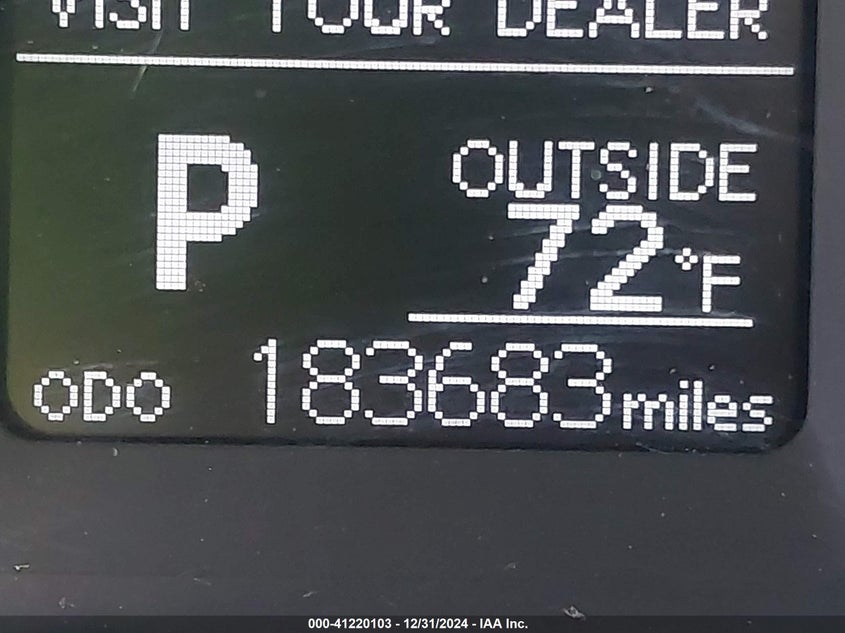 VISIT YOUR DEALER
P
OUTSIDE
72°F
ODO 183683 miles
000-41220103 - 12/31/2024 - IAA Inc.